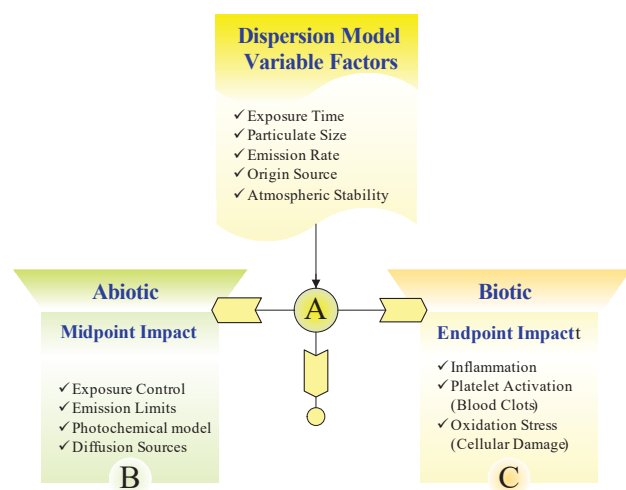 Dispersion Model
Variable Factors
✓ Exposure Time
✓ Particulate Size
✓ Emission Rate
✓ Origin Source
✓ Atmospheric Stability
A
Abiotic
Midpoint Impact
✓ Exposure Control
✓ Emission Limits
✓ Photochemical model
✓ Diffusion Sources
B
Biotic
Endpoint Impactt
✓ Inflammation
✓ Platelet Activation
(Blood Clots)
✓ Oxidation Stress
(Cellular Damage)
C